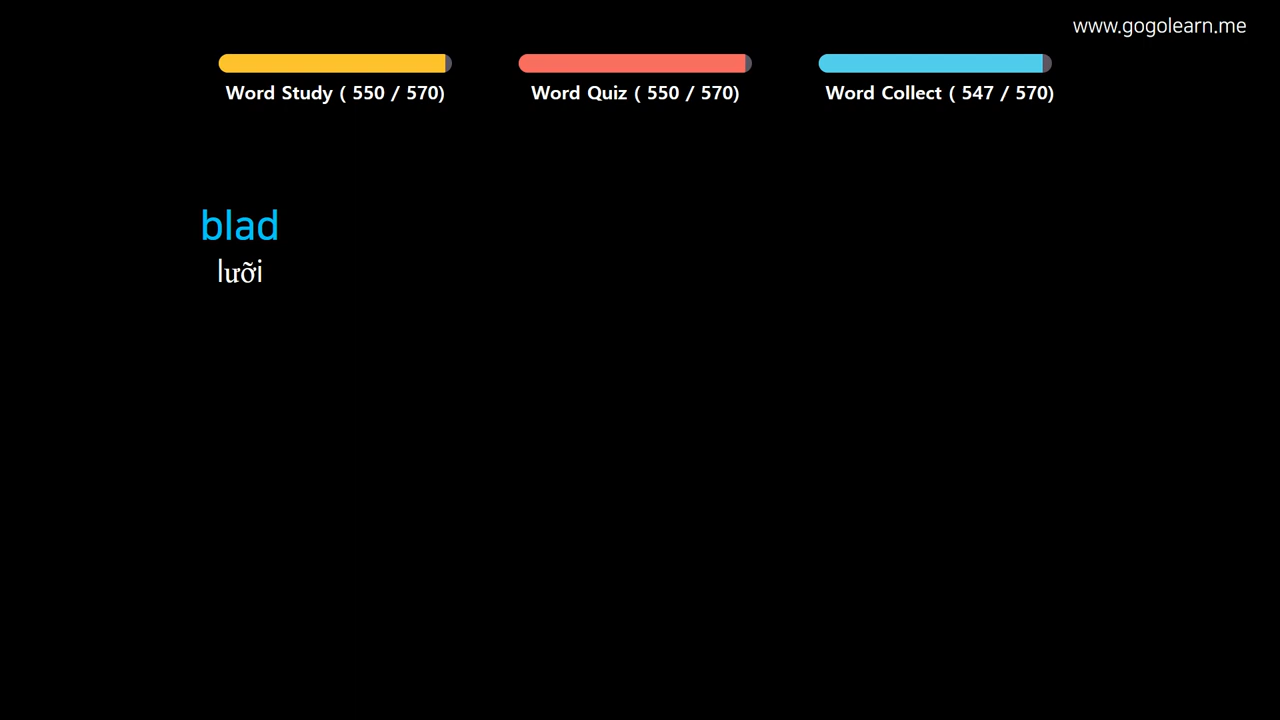 www.gogolearn.me
Word Study ( 550 / 570)
Word Quiz ( 550 / 570)
Word Collect ( 547 / 570)
blad
lưỡi